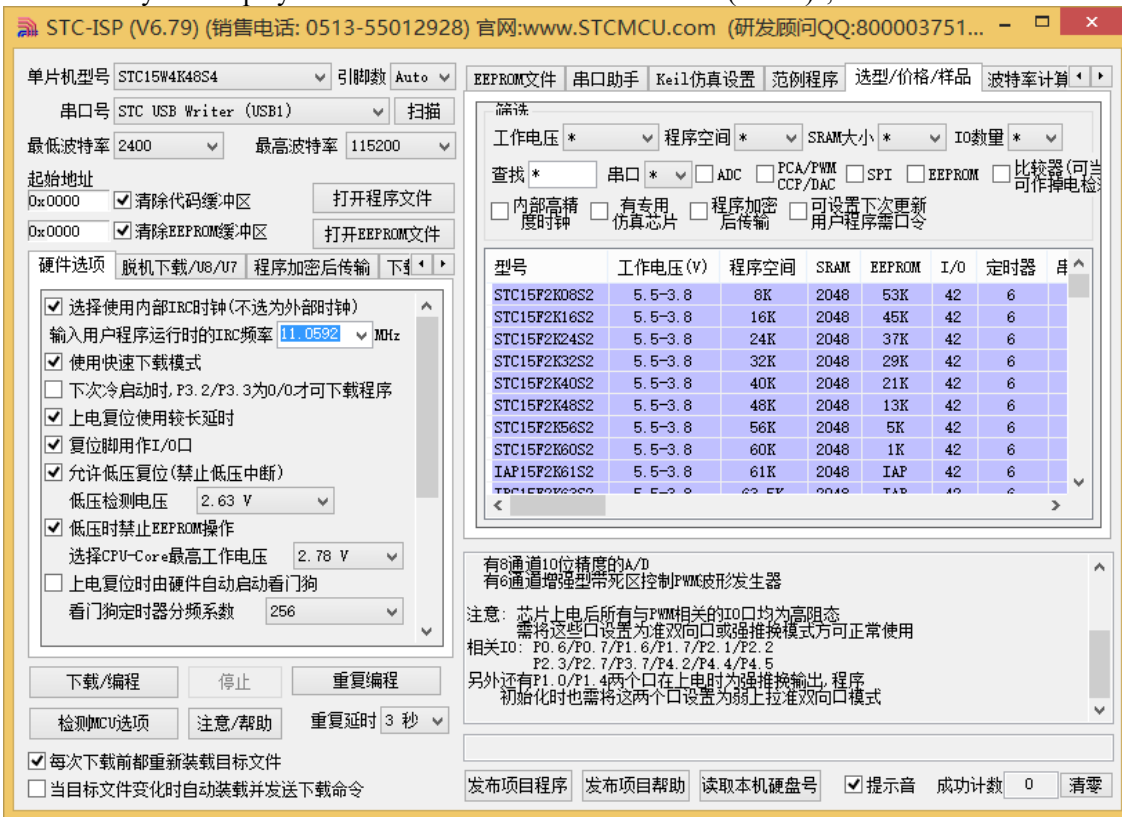 STC-ISP (V6.79) (销售电话: 0513-55012928) 官网:www.STCMCU.com (研发顾问QQ:800003751...
单片机型号 STC15W4K48S4 引脚数 Auto
串口号 STC USB Writer (USB1) 扫描
最低波特率 2400 最高波特率 115200
起始地址
0x0000 清除代码缓冲区 打开程序文件
0x0000 清除EEPROM缓冲区 打开EEPROM文件
硬件选项 脱机下载/U8/U7 程序加密后传输
选择使用内部IRC时钟(不选为外部时钟)
输入用户程序运行时的IRC频率 11.0592 MHz
使用快速下载模式
下次冷启动时,P3.2/P3.3为0/0才可下载程序
上电复位使用较长延时
复位脚用作I/O口
允许低压复位(禁止低压中断)
低压检测电压 2.63 V
低压时禁止EEPROM操作
选择CPU-Core最高工作电压 2.78 V
上电复位时由硬件自动启动看门狗
看门狗定时器分频系数 256
下载/编程 停止 重复编程
检测MCU选项 注意/帮助 重复延时 3 秒
每次下载前都重新装载目标文件
当目标文件变化时自动装载并发送下载命令
EEPROM文件 串口助手 Keil仿真设置 范例程序 选型/价格/样品 波特率计算
筛选
工作电压 * 程序空间 * SRAM大小 * IO数量 *
查找 * 串口 * ADC PCA/PWM CCP/DAC SPI EEPROM 比较器(可当 可作掉电检
内部高精度时钟 有专用仿真芯片 程序加密后传输 可设置下次更新用户程序需口令
型号 工作电压(V) 程序空间 SRAM EEPROM I/O 定时器
STC15F2K08S2 5.5-3.8 8K 2048 53K 42 6
STC15F2K16S2 5.5-3.8 16K 2048 45K 42 6
STC15F2K24S2 5.5-3.8 24K 2048 37K 42 6
STC15F2K32S2 5.5-3.8 32K 2048 29K 42 6
STC15F2K40S2 5.5-3.8 40K 2048 21K 42 6
STC15F2K48S2 5.5-3.8 48K 2048 13K 42 6
STC15F2K56S2 5.5-3.8 56K 2048 5K 42 6
STC15F2K60S2 5.5-3.8 60K 2048 1K 42 6
IAP15F2K61S2 5.5-3.8 61K 2048 IAP 42 6
有8通道10位精度的A/D
有6通道增强型带死区控制PWM波形发生器
注意: 芯片上电后所有与PWM相关的IO口均为高阻态
需将这些口设置为准双向口或强推挽模式方可正常使用
相关IO: P0.6/P0.7/P1.6/P1.7/P2.1/P2.2
P2.3/P2.7/P3.7/P4.2/P4.4/P4.5
另外还有P1.0/P1.4两个口在上电时为强推挽输出,程序
初始化时也需将这两个口设置为弱上拉准双向口模式
发布项目程序 发布项目帮助 读取本机硬盘号 提示音 成功计数 0 清零